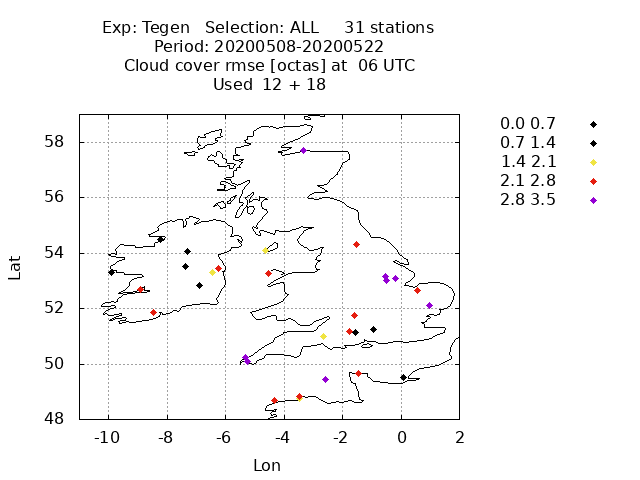 Exp: Tegen   Selection: ALL     31 stations
Period: 20200508-20200522
Cloud cover rmse [octas] at  06 UTC
Used  12 + 18
0.0 0.7
0.7 1.4
1.4 2.1
2.1 2.8
2.8 3.5
58
56
54
52
50
48
Lat
-10 -8 -6 -4 -2 0 2
Lon